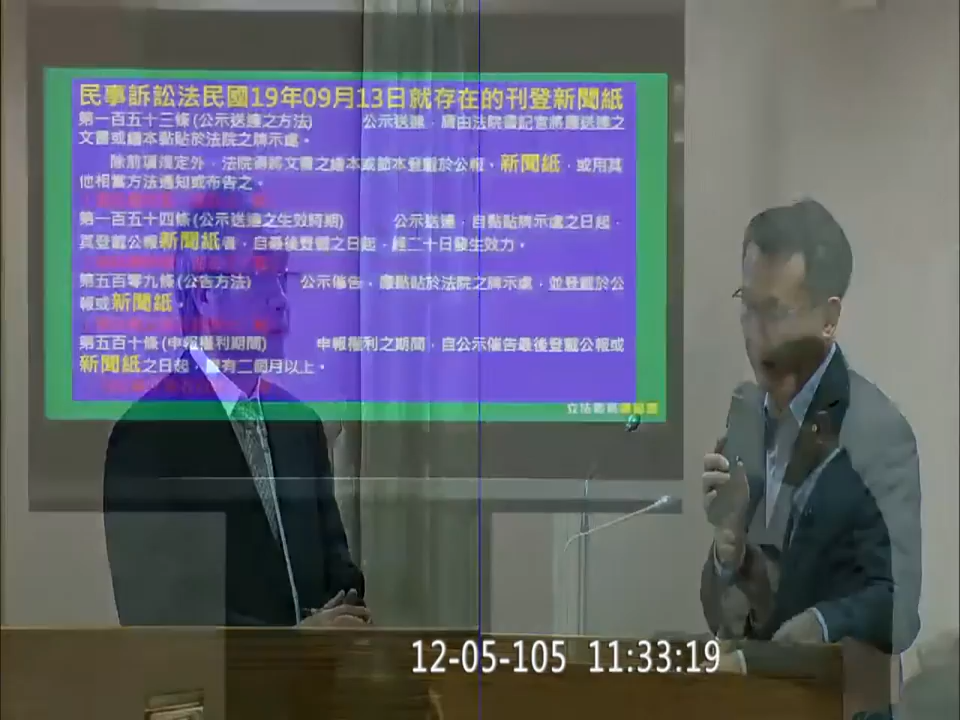 民事訴訟法民國19年09月13日就存在的刊登新聞紙
第一百五十三條(公示送達之方法) 公示送達，應由法院書記官將應送達之
文書或繕本黏貼於法院之牌示處。
除前項規定外，法院得將文書之繕本或節本登載於公報、新聞紙，或用其
他相當方法通知或布告之。
第一百五十四條(公示送達之生效時期) 公示送達，自黏貼牌示處之日起，
其登載公報新聞紙者，自最後登載之日起，經二十日發生效力。
第五百零九條(公告方法) 公示催告，應黏貼於法院之牌示處，並登載於公
報或新聞紙。
第五百十條(申報權利期間) 申報權利之期間，自公示催告最後登載公報或
新聞紙之日起，應有二個月以上。
立法委員
12-05-105 11:33:19